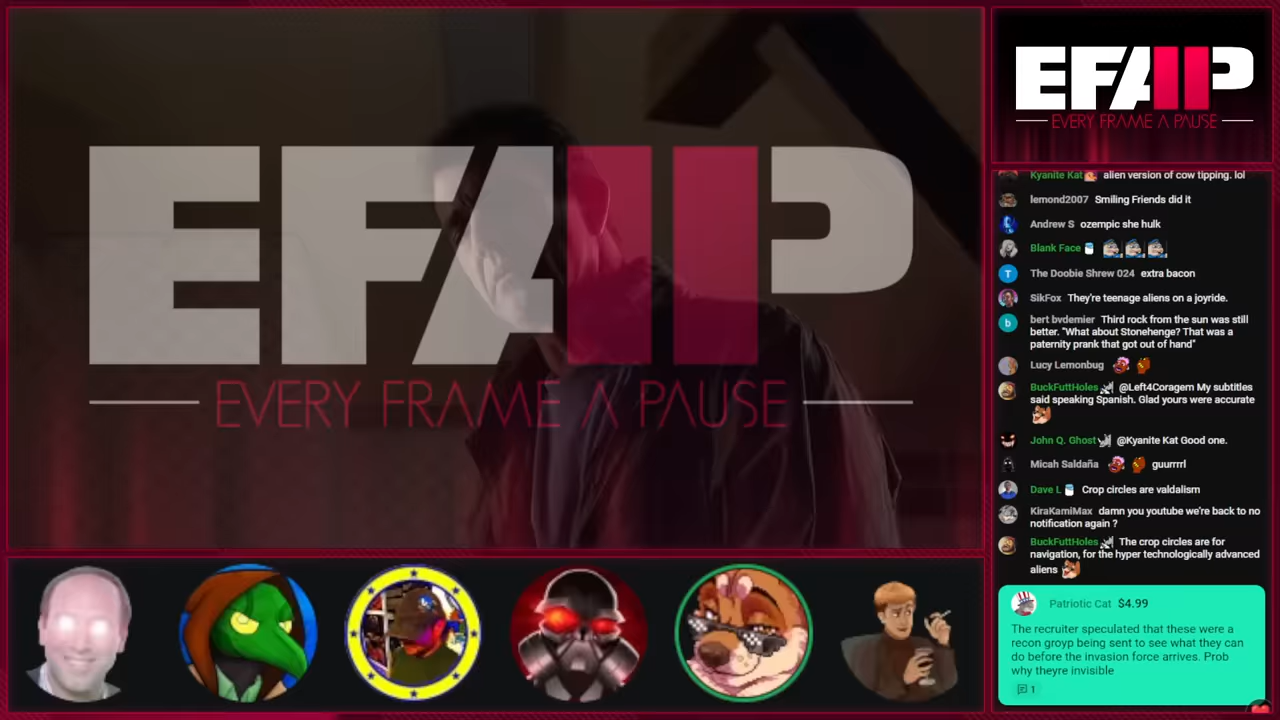 EFAP
EVERY FRAME A PAUSE
EFAP
EVERY FRAME A PAUSE
Kyanite Kat alien version of cow tipping. lol
lemond2007 Smiling Friends did it
Andrew S ozempic she hulk
Blank Face
T The Doobie Shrew 024 extra bacon
SikFox They're teenage aliens on a joyride.
b bert bvdemier Third rock from the sun was still
better. "What about Stonehenge? That was a
paternity prank that got out of hand"
Lucy Lemonbug
BuckFuttHoles @Left4Coragem My subtitles
said speaking Spanish. Glad yours were accurate
John Q. Ghost @Kyanite Kat Good one.
Micah Saldaña guurrrl
Dave L Crop circles are valdalism
KiraKamiMax damn you youtube we're back to no
notification again ?
BuckFuttHoles The crop circles are for
navigation, for the hyper technologically advanced
aliens
Patriotic Cat $4.99
The recruiter speculated that these were a
recon groyp being sent to see what they can
do before the invasion force arrives. Prob
why theyre invisible
1